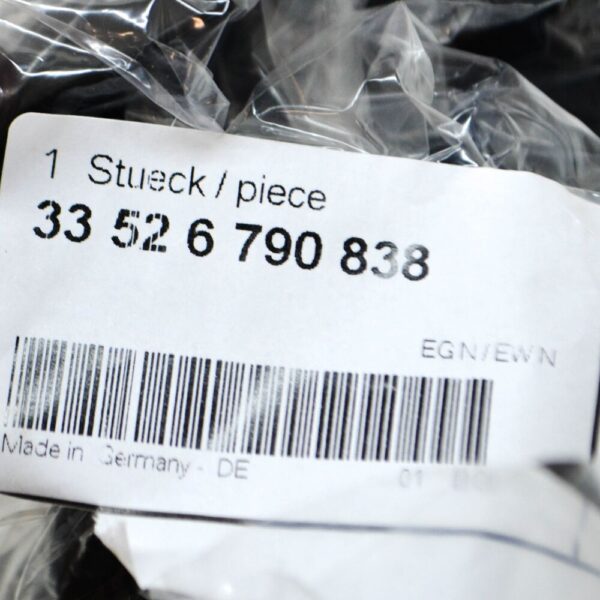 1 Stueck / piece
33 52 6 790 838
EGN/EWN
Made in Germany - DE
01